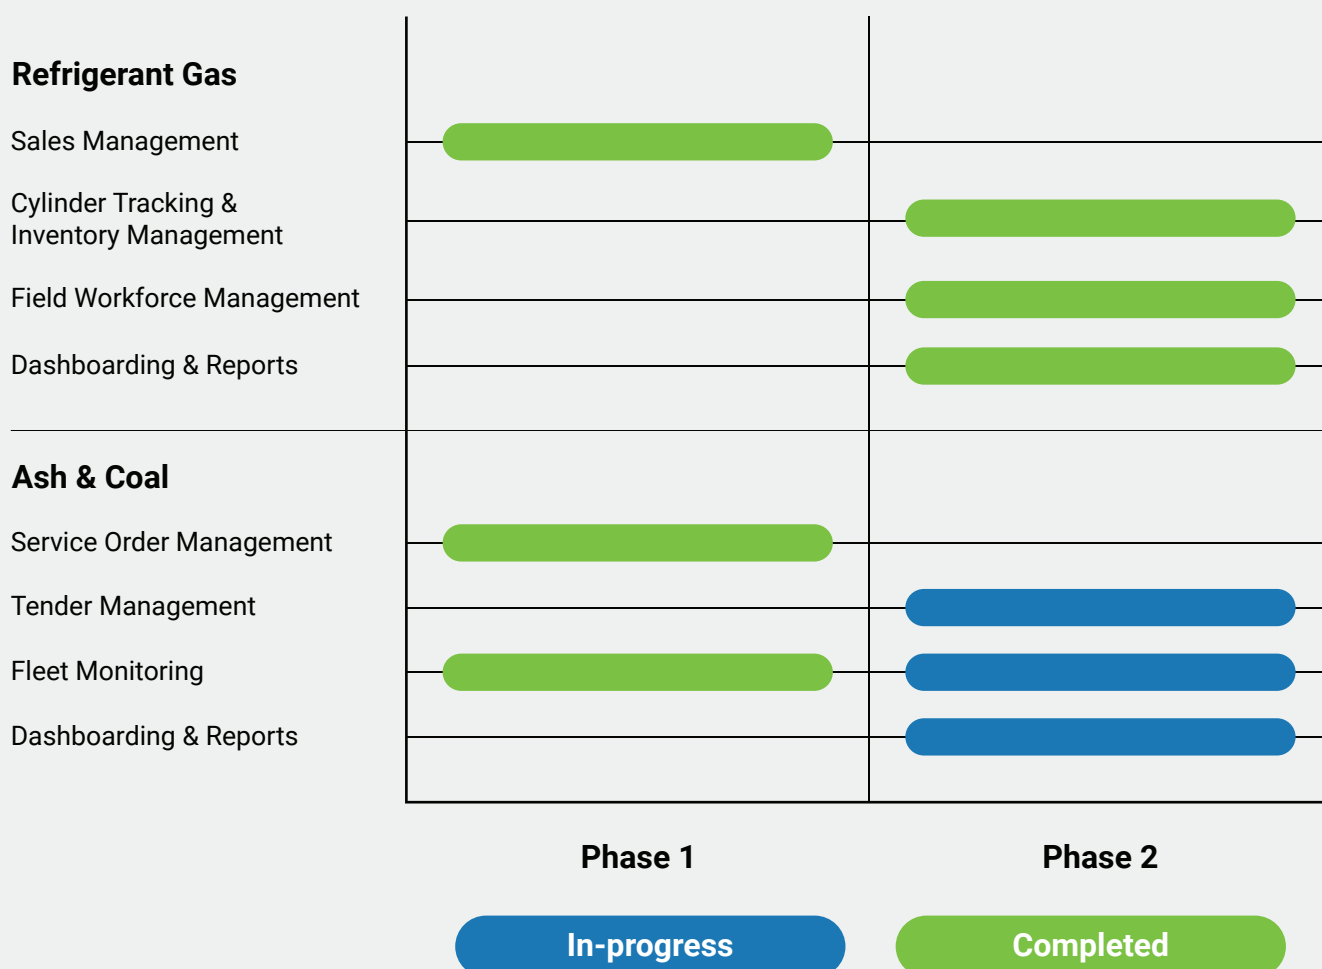 Refrigerant Gas
Sales Management
Cylinder Tracking &
Inventory Management
Field Workforce Management
Dashboarding & Reports
Ash & Coal
Service Order Management
Tender Management
Fleet Monitoring
Dashboarding & Reports
Phase 1
Phase 2
In-progress
Completed